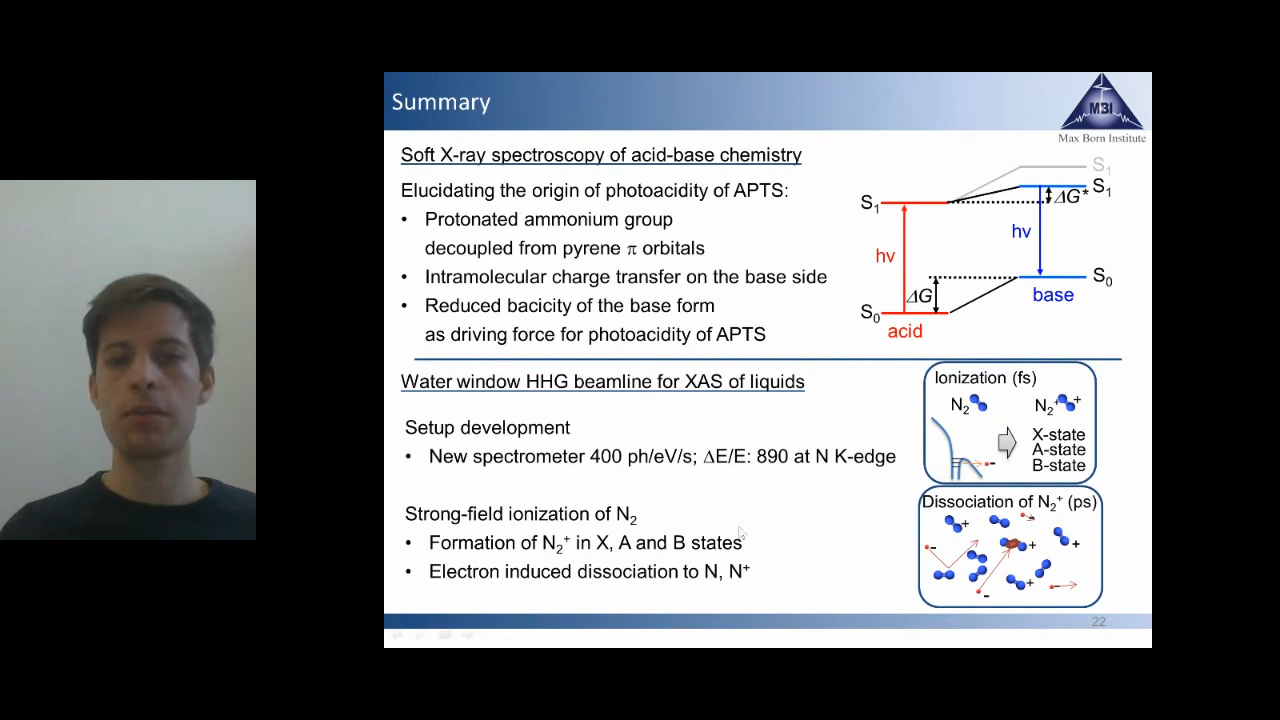 Summary
MBI
Max Born Institute
Soft X-ray spectroscopy of acid-base chemistry
Elucidating the origin of photoacidity of APTS:
• Protonated ammonium group
decoupled from pyrene π orbitals
• Intramolecular charge transfer on the base side
• Reduced bacicity of the base form
as driving force for photoacidity of APTS
S₁
S₁
S₁
ΔG*
hν
hν
S₀
ΔG
base
S₀
acid
Water window HHG beamline for XAS of liquids
Setup development
• New spectrometer 400 ph/eV/s; ΔE/E: 890 at N K-edge
Strong-field ionization of N₂
• Formation of N₂⁺ in X, A and B states
• Electron induced dissociation to N, N⁺
Ionization (fs)
N₂
N₂⁺ +
X-state
A-state
B-state
-
Dissociation of N₂⁺ (ps)
+
-
+
+
-
-
+
-
22